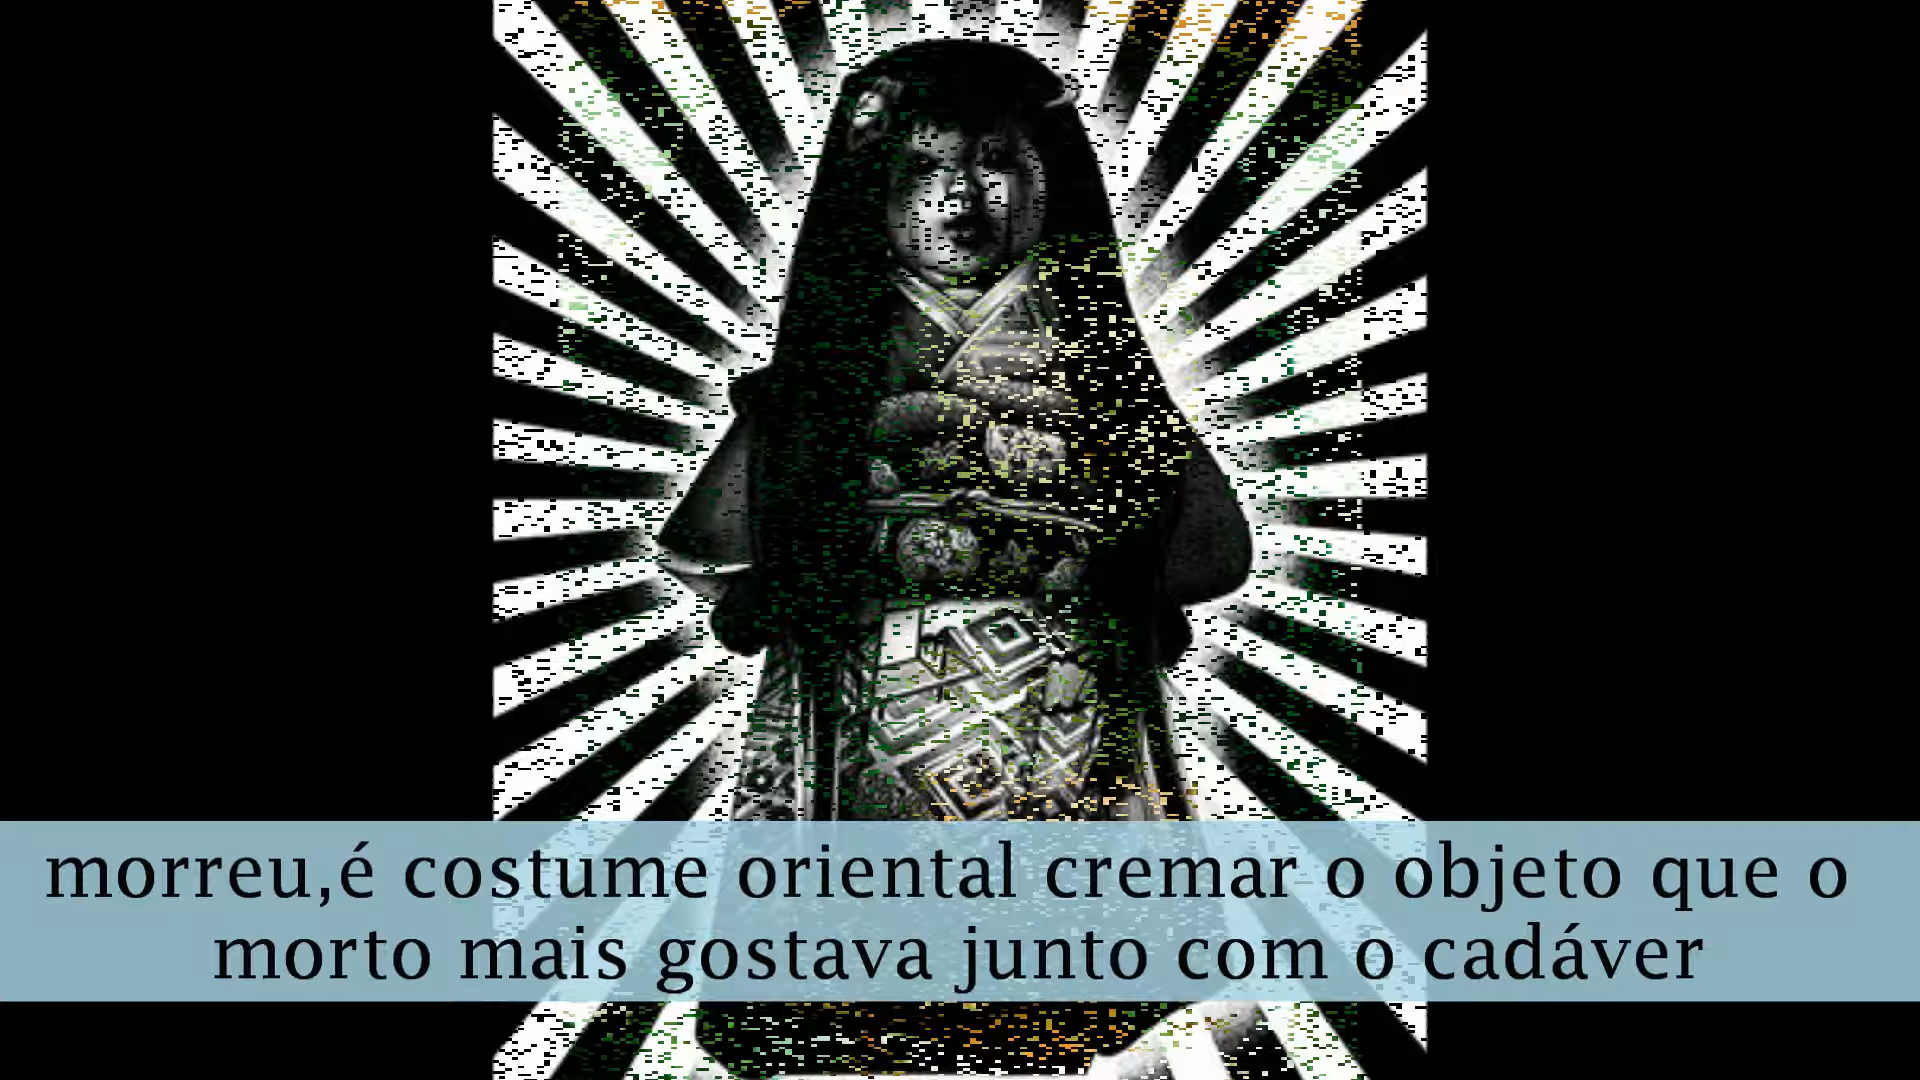 morreu,é costume oriental cremar o objeto que o
morto mais gostava junto com o cadáver